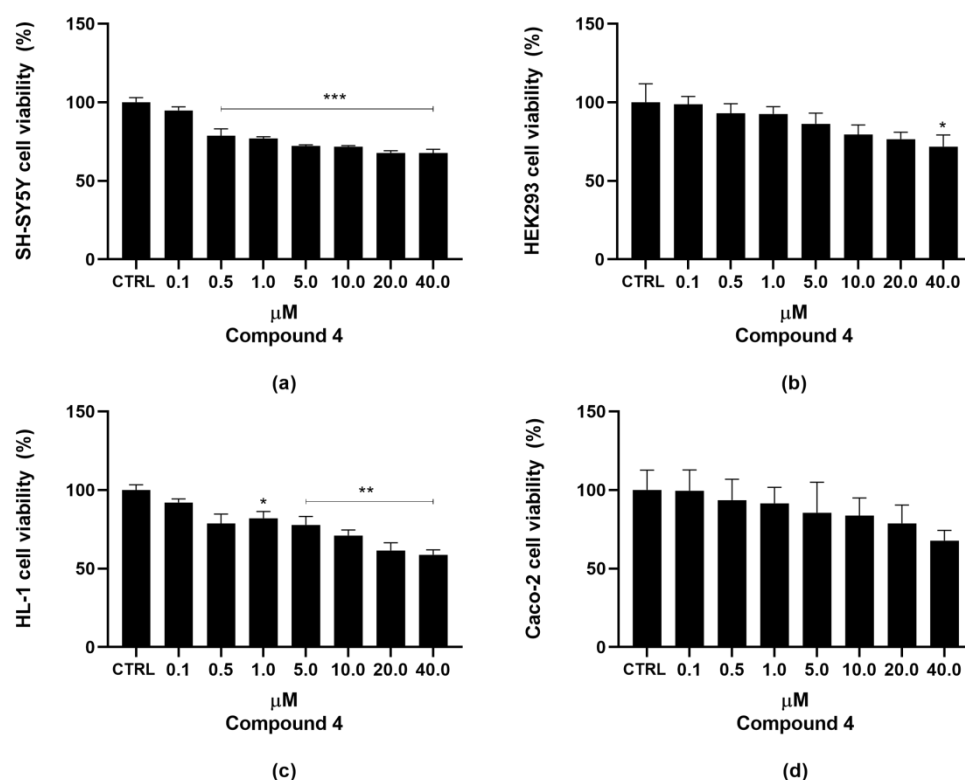 SH-SY5Y cell viability (%)
150
100
50
0
***
CTRL 0.1 0.5 1.0 5.0 10.0 20.0 40.0
μM
Compound 4
(a)
HEK293 cell viability (%)
150
100
50
0
*
CTRL 0.1 0.5 1.0 5.0 10.0 20.0 40.0
μM
Compound 4
(b)
HL-1 cell viability (%)
150
100
50
0
*
**
CTRL 0.1 0.5 1.0 5.0 10.0 20.0 40.0
μM
Compound 4
(c)
Caco-2 cell viability (%)
150
100
50
0
CTRL 0.1 0.5 1.0 5.0 10.0 20.0 40.0
μM
Compound 4
(d)